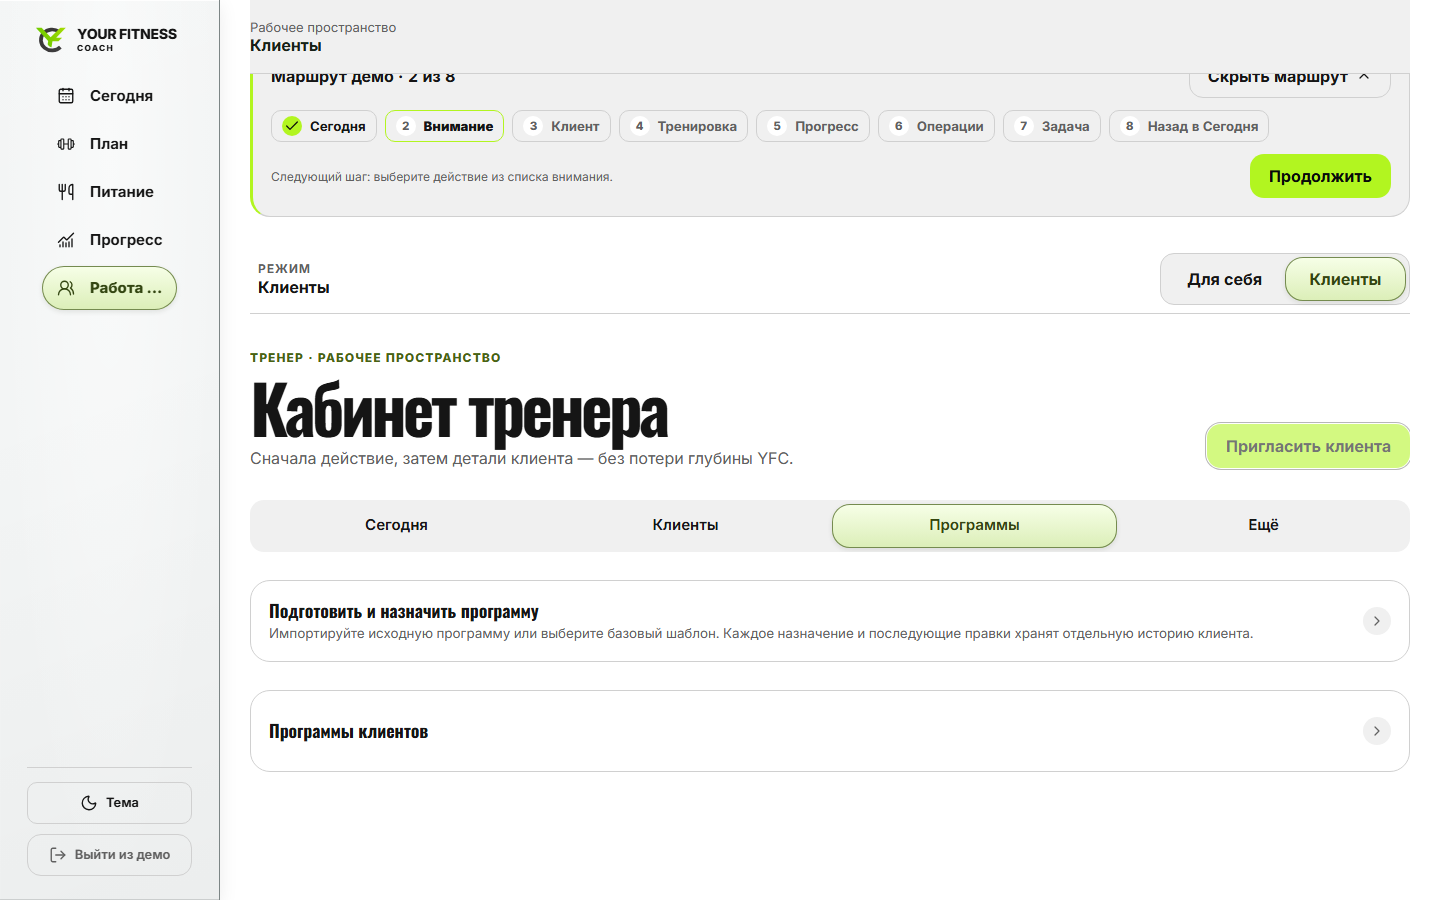 YOUR FITNESS
COACH
Сегодня
План
Питание
Прогресс
Работа ...
Тема
Выйти из демо
Рабочее пространство
Клиенты
Маршрут демо · 2 из 8
Скрыть маршрут
Сегодня
2 Внимание
3 Клиент
4 Тренировка
5 Прогресс
6 Операции
7 Задача
8 Назад в Сегодня
Следующий шаг: выберите действие из списка внимания.
Продолжить
РЕЖИМ
Клиенты
Для себя
Клиенты
ТРЕНЕР · РАБОЧЕЕ ПРОСТРАНСТВО
Кабинет тренера
Сначала действие, затем детали клиента — без потери глубины YFC.
Пригласить клиента
Сегодня
Клиенты
Программы
Ещё
Подготовить и назначить программу
Импортируйте исходную программу или выберите базовый шаблон. Каждое назначение и последующие правки хранят отдельную историю клиента.
Программы клиентов